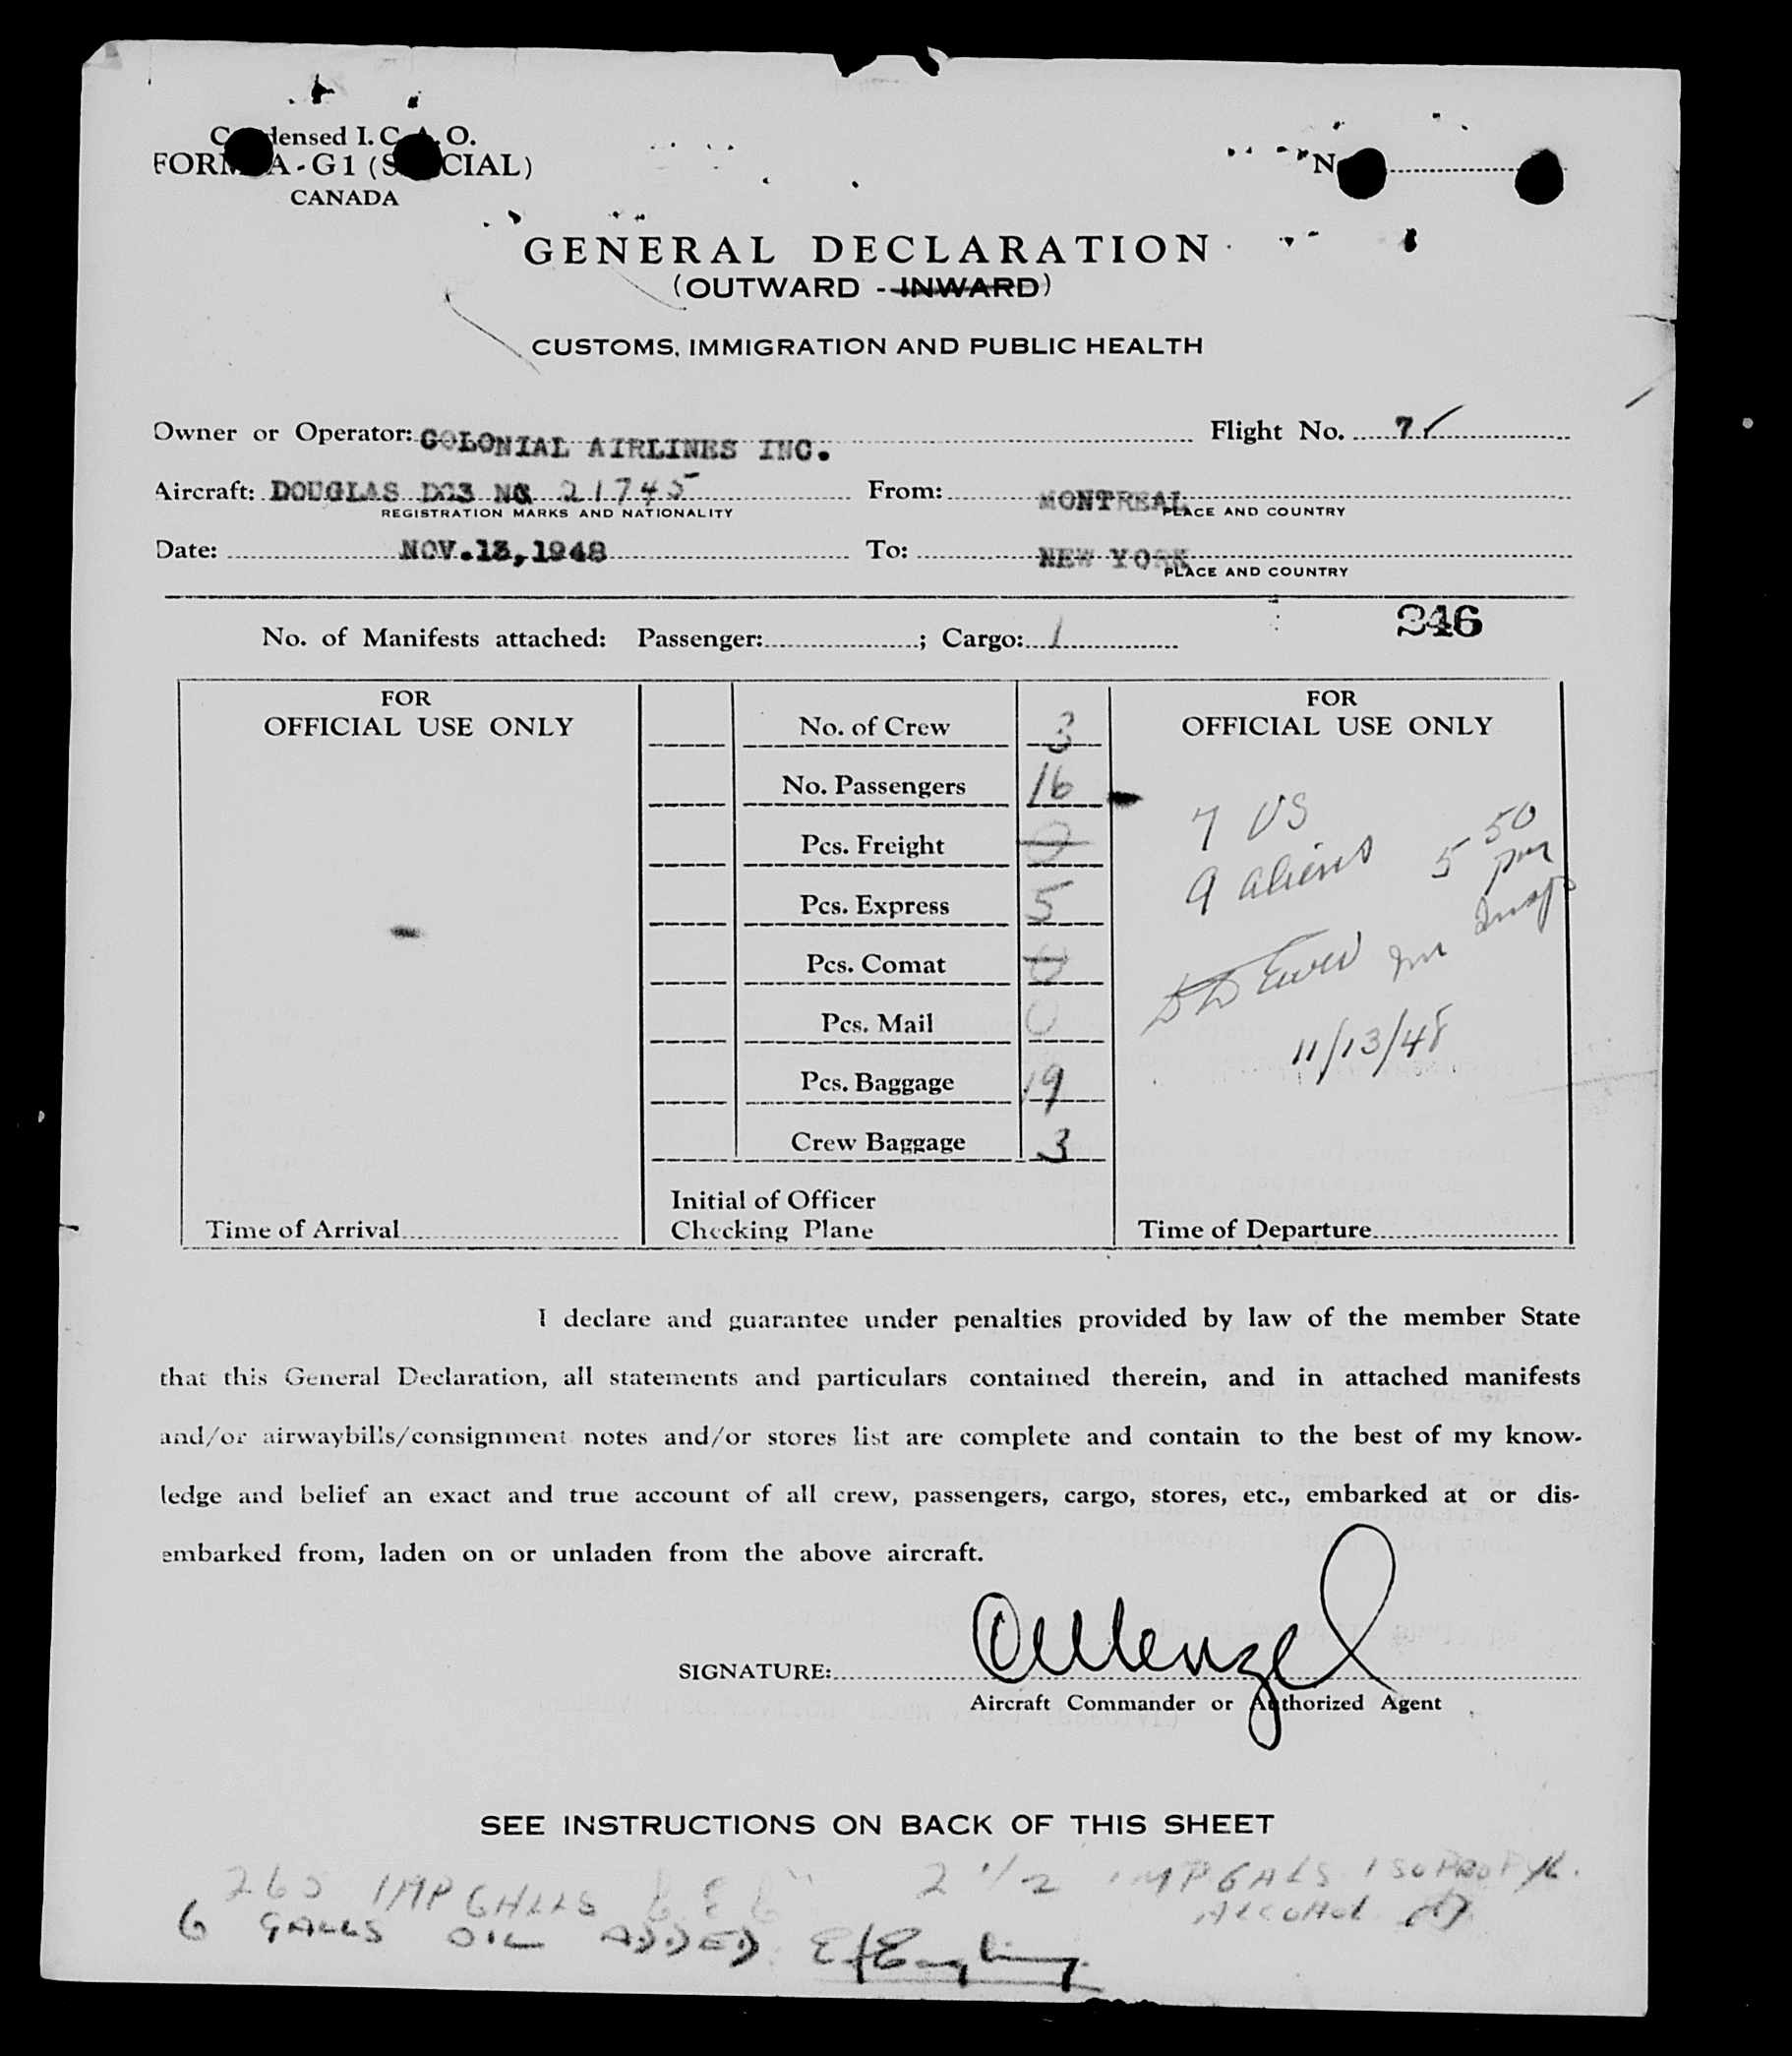 Condensed I.C.A.O.
FORM A-G1 (SPECIAL)
CANADA
N
GENERAL DECLARATION
(OUTWARD - INWARD)
CUSTOMS, IMMIGRATION AND PUBLIC HEALTH
Owner or Operator: COLONIAL AIRLINES INC. Flight No. 7
Aircraft: DOUGLAS DC3 NC 21745 From: MONTREAL
REGISTRATION MARKS AND NATIONALITY PLACE AND COUNTRY
Date: NOV.13,1948 To: NEW YORK
PLACE AND COUNTRY
246
No. of Manifests attached: Passenger: ; Cargo: 1
FOR
OFFICIAL USE ONLY
Time of Arrival
No. of Crew 3
No. Passengers 16
Pcs. Freight 0
Pcs. Express 5
Pcs. Comat 0
Pcs. Mail 0
Pcs. Baggage 19
Crew Baggage 3
Initial of Officer
Checking Plane
FOR
OFFICIAL USE ONLY
7 US
9 aliens 5 50 pm
Insp
11/13/48
Time of Departure
I declare and guarantee under penalties provided by law of the member State
that this General Declaration, all statements and particulars contained therein, and in attached manifests
and/or airwaybills/consignment notes and/or stores list are complete and contain to the best of my know-
ledge and belief an exact and true account of all crew, passengers, cargo, stores, etc., embarked at or dis-
embarked from, laden on or unladen from the above aircraft.
SIGNATURE: Menzel
Aircraft Commander or Authorized Agent
SEE INSTRUCTIONS ON BACK OF THIS SHEET
265 IMP GALLS 2 1/2 IMP GALS ISOPROPYL.
ALCOHOL
6 GALLS OIL ADDED